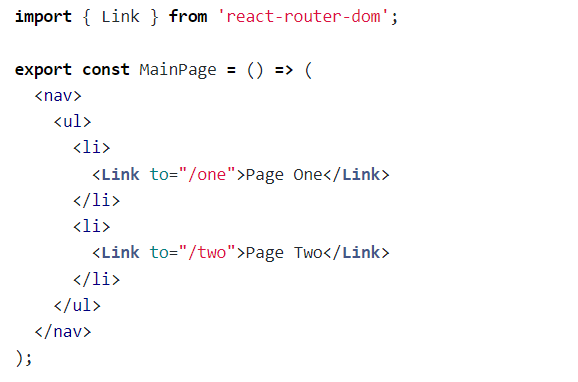 import { Link } from 'react-router-dom';

export const MainPage = () => (
  <nav>
    <ul>
      <li>
        <Link to="/one">Page One</Link>
      </li>
      <li>
        <Link to="/two">Page Two</Link>
      </li>
    </ul>
  </nav>
);